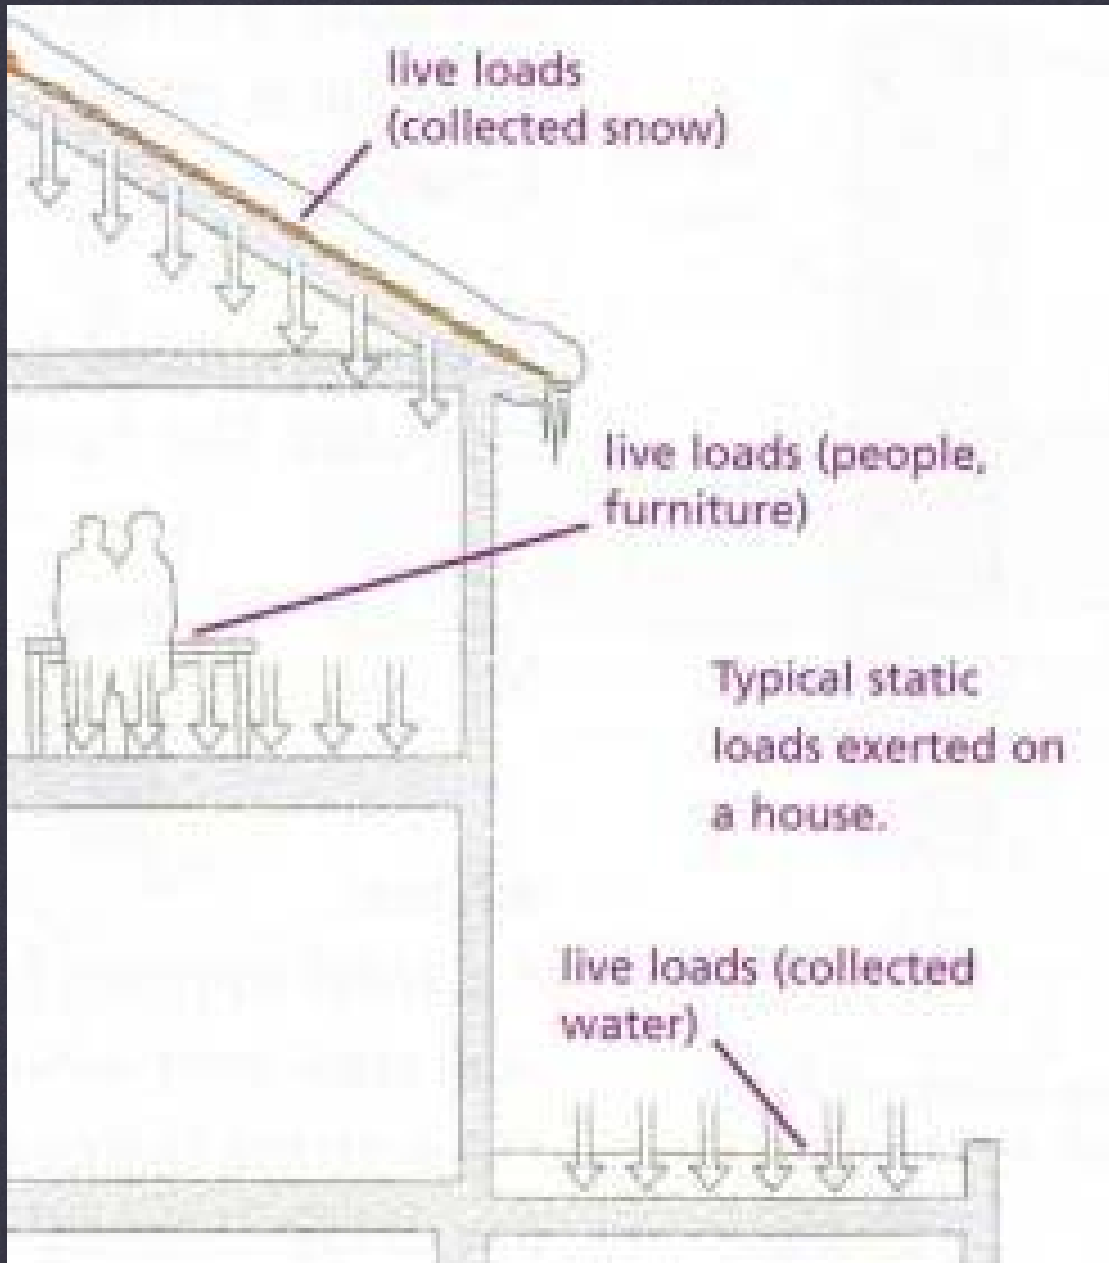 live loads
(collected snow)
live loads (people,
furniture)
Typical static
loads exerted on
a house.
live loads (collected
water)